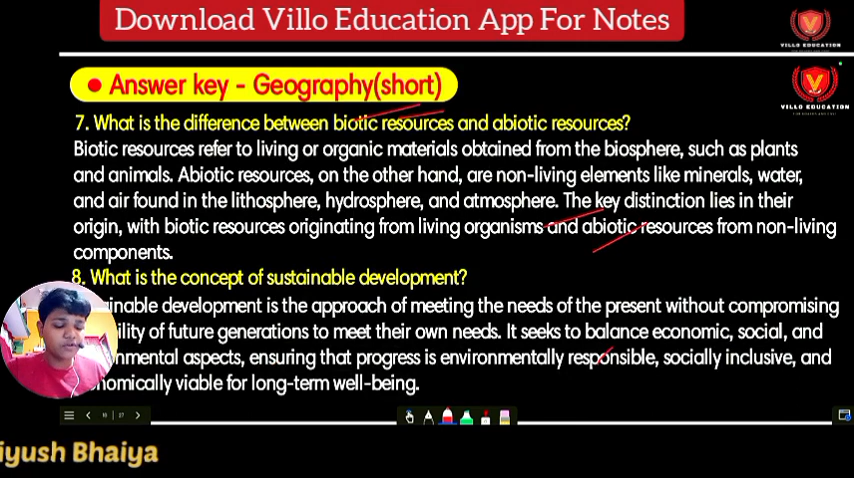 Download Villo Education App For Notes
VILLO EDUCATION
VILLO EDUCATION
Answer key - Geography(short)
7. What is the difference between biotic resources and abiotic resources?
Biotic resources refer to living or organic materials obtained from the biosphere, such as plants
and animals. Abiotic resources, on the other hand, are non-living elements like minerals, water,
and air found in the lithosphere, hydrosphere, and atmosphere. The key distinction lies in their
origin, with biotic resources originating from living organisms and abiotic resources from non-living
components.
8. What is the concept of sustainable development?
ainable development is the approach of meeting the needs of the present without compromising
ility of future generations to meet their own needs. It seeks to balance economic, social, and
nmental aspects, ensuring that progress is environmentally responsible, socially inclusive, and
nomically viable for long-term well-being.
iyush Bhaiya